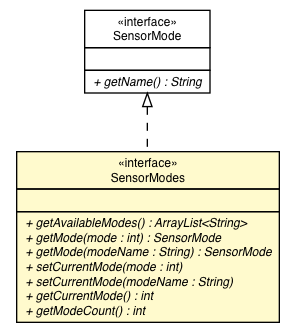 «interface»
SensorMode
+ getName() : String
«interface»
SensorModes
+ getAvailableModes() : ArrayList<String>
+ getMode(mode : int) : SensorMode
+ getMode(modeName : String) : SensorMode
+ setCurrentMode(mode : int)
+ setCurrentMode(modeName : String)
+ getCurrentMode() : int
+ getModeCount() : int